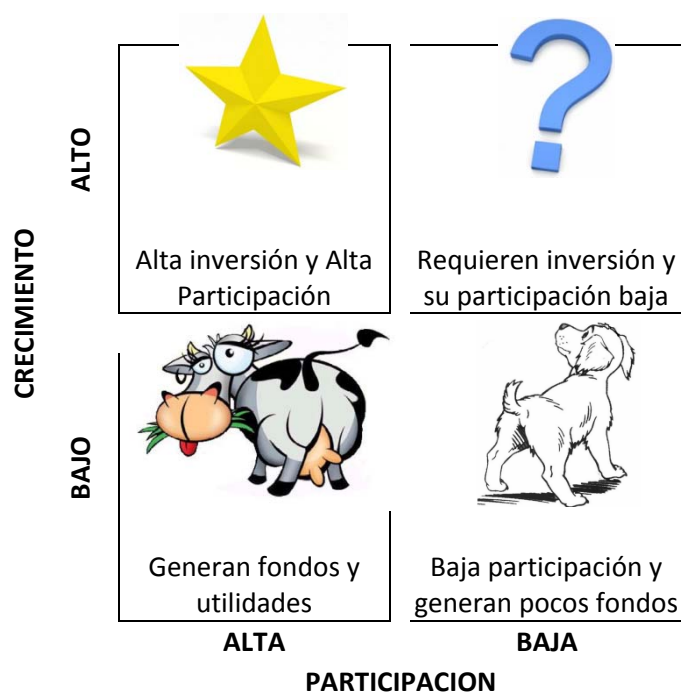 ALTO
CRECIMIENTO
Alta inversión y Alta
Participación
Requieren inversión y
su participación baja
BAJO
Generan fondos y
utilidades
Baja participación y
generan pocos fondos
ALTA
BAJA
PARTICIPACION